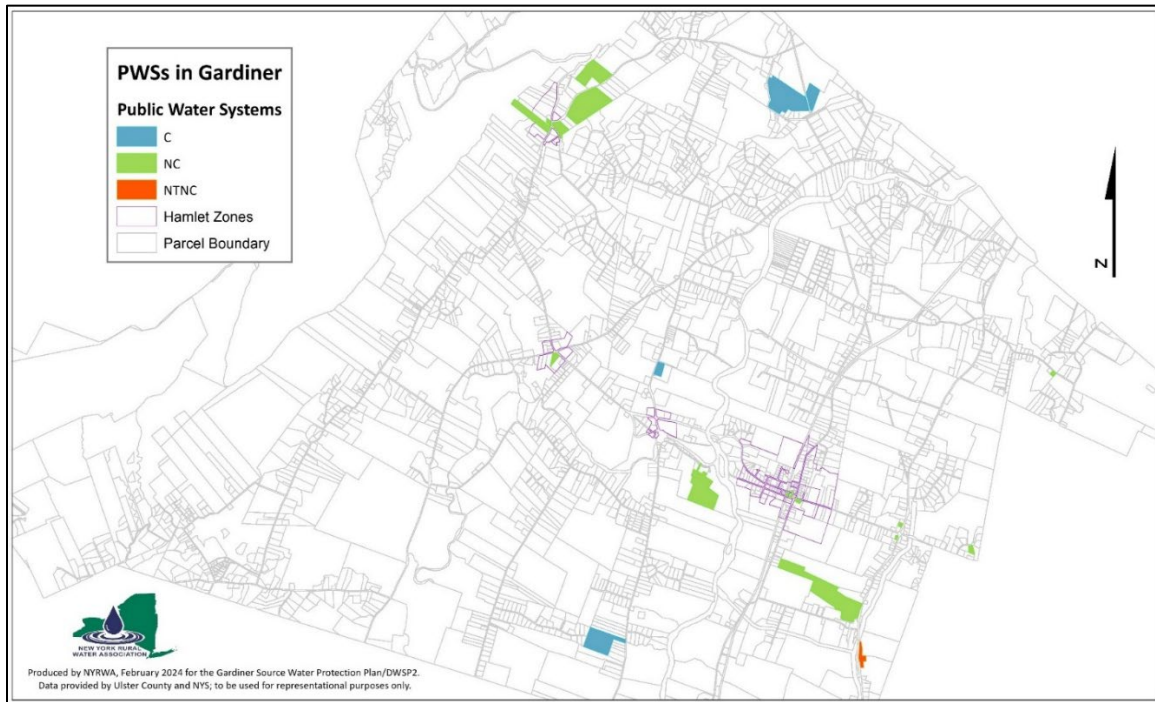 PWSs in Gardiner
Public Water Systems
C
NC
NTNC
Hamlet Zones
Parcel Boundary
N
NEW YORK RURAL
WATER ASSOCIATION
Produced by NYRWA, February 2024 for the Gardiner Source Water Protection Plan/DWSP2.
Data provided by Ulster County and NYS; to be used for representational purposes only.